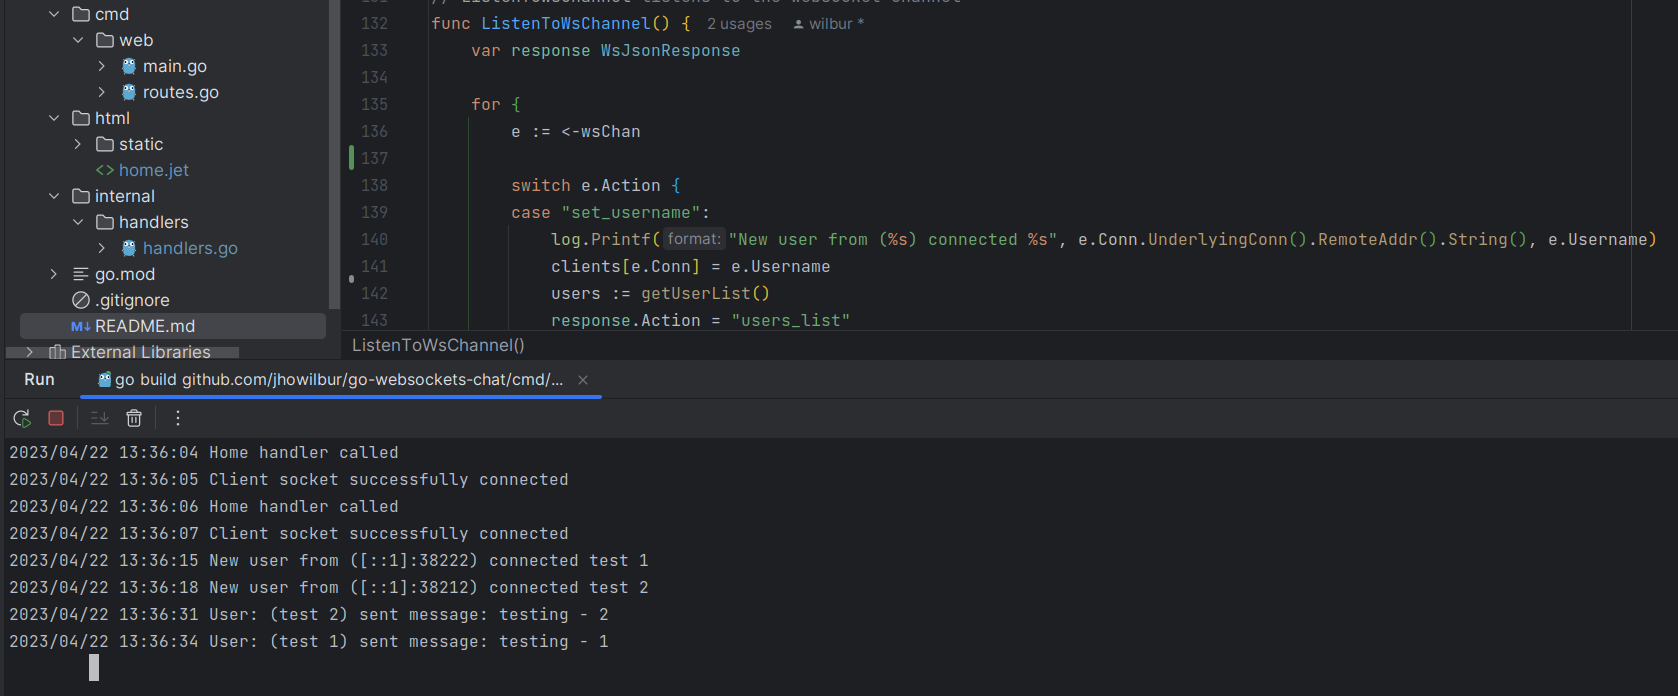 cmd
web
main.go
routes.go
html
static
<> home.jet
internal
handlers
handlers.go
go.mod
.gitignore
M↓ README.md
External Libraries
132 func ListenToWsChannel() { 2 usages wilbur *
133 var response WsJsonResponse
134
135 for {
136 e := <-wsChan
137
138 switch e.Action {
139 case "set_username":
140 log.Printf( format: "New user from (%s) connected %s", e.Conn.UnderlyingConn().RemoteAddr().String(), e.Username)
141 clients[e.Conn] = e.Username
142 users := getUserList()
143 response.Action = "users_list"
ListenToWsChannel()
Run go build github.com/jhowilbur/go-websockets-chat/cmd/... ×
2023/04/22 13:36:04 Home handler called
2023/04/22 13:36:05 Client socket successfully connected
2023/04/22 13:36:06 Home handler called
2023/04/22 13:36:07 Client socket successfully connected
2023/04/22 13:36:15 New user from ([::1]:38222) connected test 1
2023/04/22 13:36:18 New user from ([::1]:38212) connected test 2
2023/04/22 13:36:31 User: (test 2) sent message: testing - 2
2023/04/22 13:36:34 User: (test 1) sent message: testing - 1